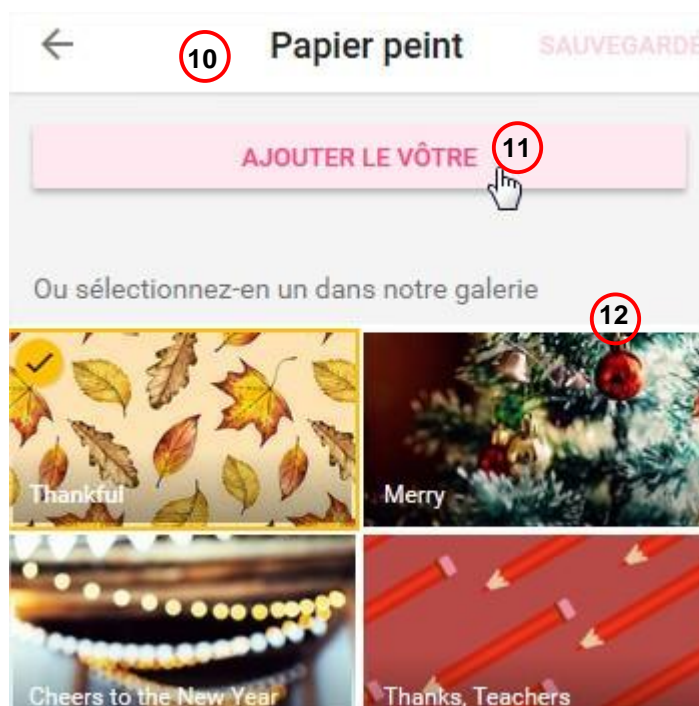 10 Papier peint SAUVEGARDÉ
AJOUTER LE VÔTRE 11
Ou sélectionnez-en un dans notre galerie
12
Thankful Merry
Cheers to the New Year Thanks, Teachers